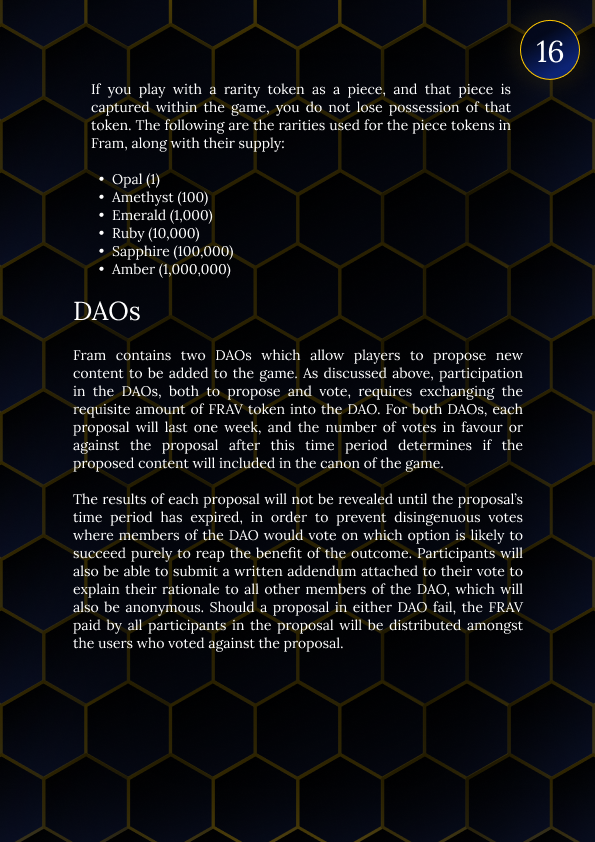 16
If you play with a rarity token as a piece, and that piece is
captured within the game, you do not lose possession of that
token. The following are the rarities used for the piece tokens in
Fram, along with their supply:
• Opal (1)
• Amethyst (100)
• Emerald (1,000)
• Ruby (10,000)
• Sapphire (100,000)
• Amber (1,000,000)
DAOs
Fram contains two DAOs which allow players to propose new
content to be added to the game. As discussed above, participation
in the DAOs, both to propose and vote, requires exchanging the
requisite amount of FRAV token into the DAO. For both DAOs, each
proposal will last one week, and the number of votes in favour or
against the proposal after this time period determines if the
proposed content will included in the canon of the game.
The results of each proposal will not be revealed until the proposal’s
time period has expired, in order to prevent disingenuous votes
where members of the DAO would vote on which option is likely to
succeed purely to reap the benefit of the outcome. Participants will
also be able to submit a written addendum attached to their vote to
explain their rationale to all other members of the DAO, which will
also be anonymous. Should a proposal in either DAO fail, the FRAV
paid by all participants in the proposal will be distributed amongst
the users who voted against the proposal.